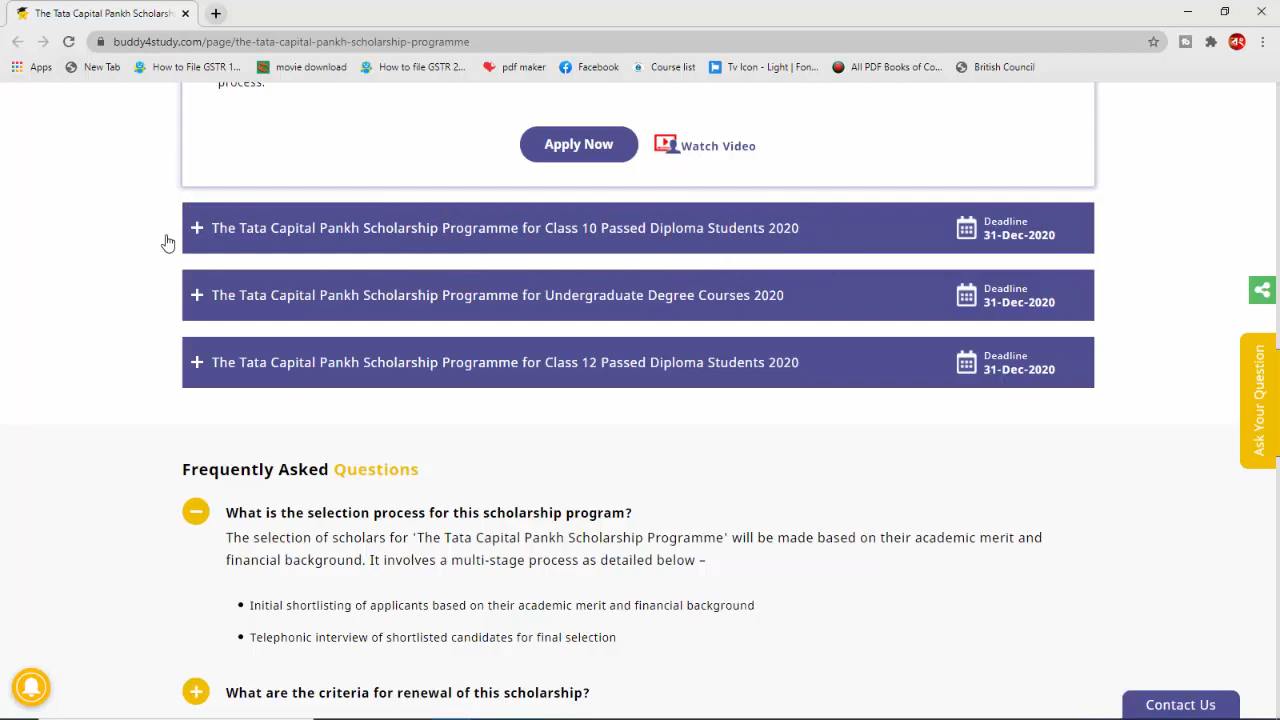 The Tata Capital Pankh Scholarsh
buddy4study.com/page/the-tata-capital-pankh-scholarship-programme
Apps
New Tab
How to File GSTR 1...
movie download
How to file GSTR 2...
pdf maker
Facebook
Course list
Tv Icon - Light | Fon...
All PDF Books of Co...
British Council
process.
Apply Now
Watch Video
The Tata Capital Pankh Scholarship Programme for Class 10 Passed Diploma Students 2020
Deadline
31-Dec-2020
The Tata Capital Pankh Scholarship Programme for Undergraduate Degree Courses 2020
Deadline
31-Dec-2020
The Tata Capital Pankh Scholarship Programme for Class 12 Passed Diploma Students 2020
Deadline
31-Dec-2020
Ask Your Question
Frequently Asked Questions
What is the selection process for this scholarship program?
The selection of scholars for 'The Tata Capital Pankh Scholarship Programme' will be made based on their academic merit and
financial background. It involves a multi-stage process as detailed below –
• Initial shortlisting of applicants based on their academic merit and financial background
• Telephonic interview of shortlisted candidates for final selection
What are the criteria for renewal of this scholarship?
Contact Us